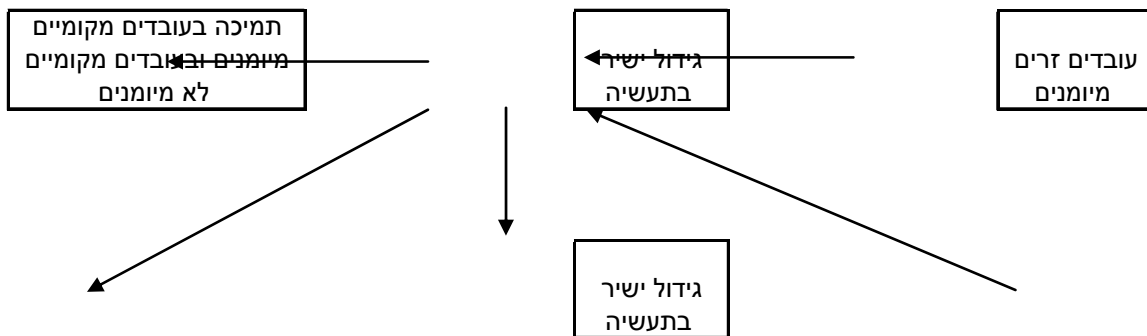 עובדים זרים
מיומנים
גידול ישיר
בתעשיה
תמיכה בעובדים מקומיים
מיומנים ובעובדים מקומיים
לא מיומנים
גידול ישיר
בתעשיה